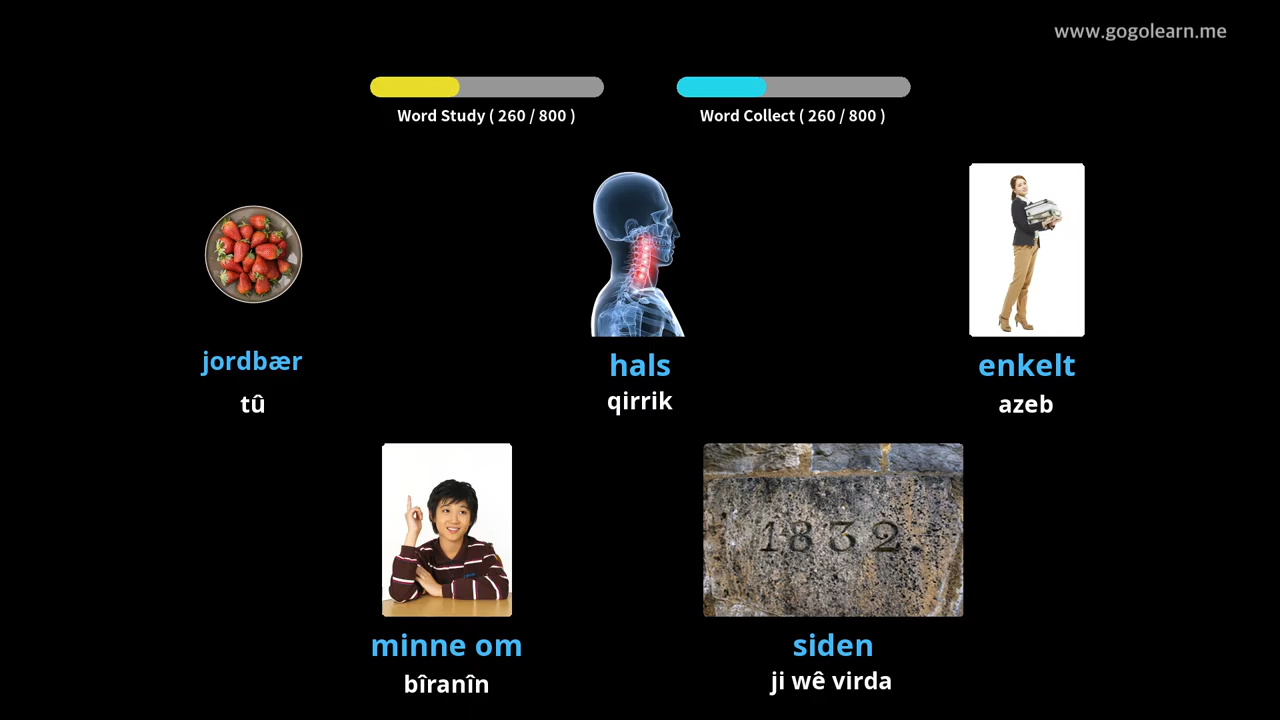 www.gogolearn.me
Word Study ( 260 / 800 )
Word Collect ( 260 / 800 )
jordbær
tû
hals
qirrik
enkelt
azeb
1832.
minne om
bîranîn
siden
ji wê virda